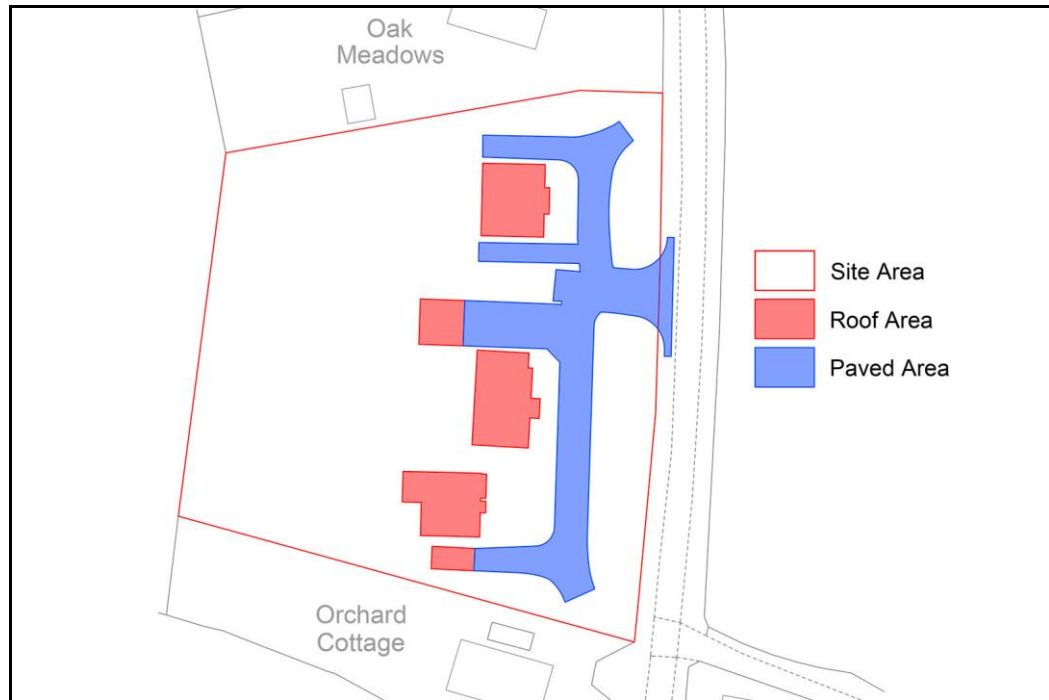 Oak
Meadows
Site Area
Roof Area
Paved Area
Orchard
Cottage